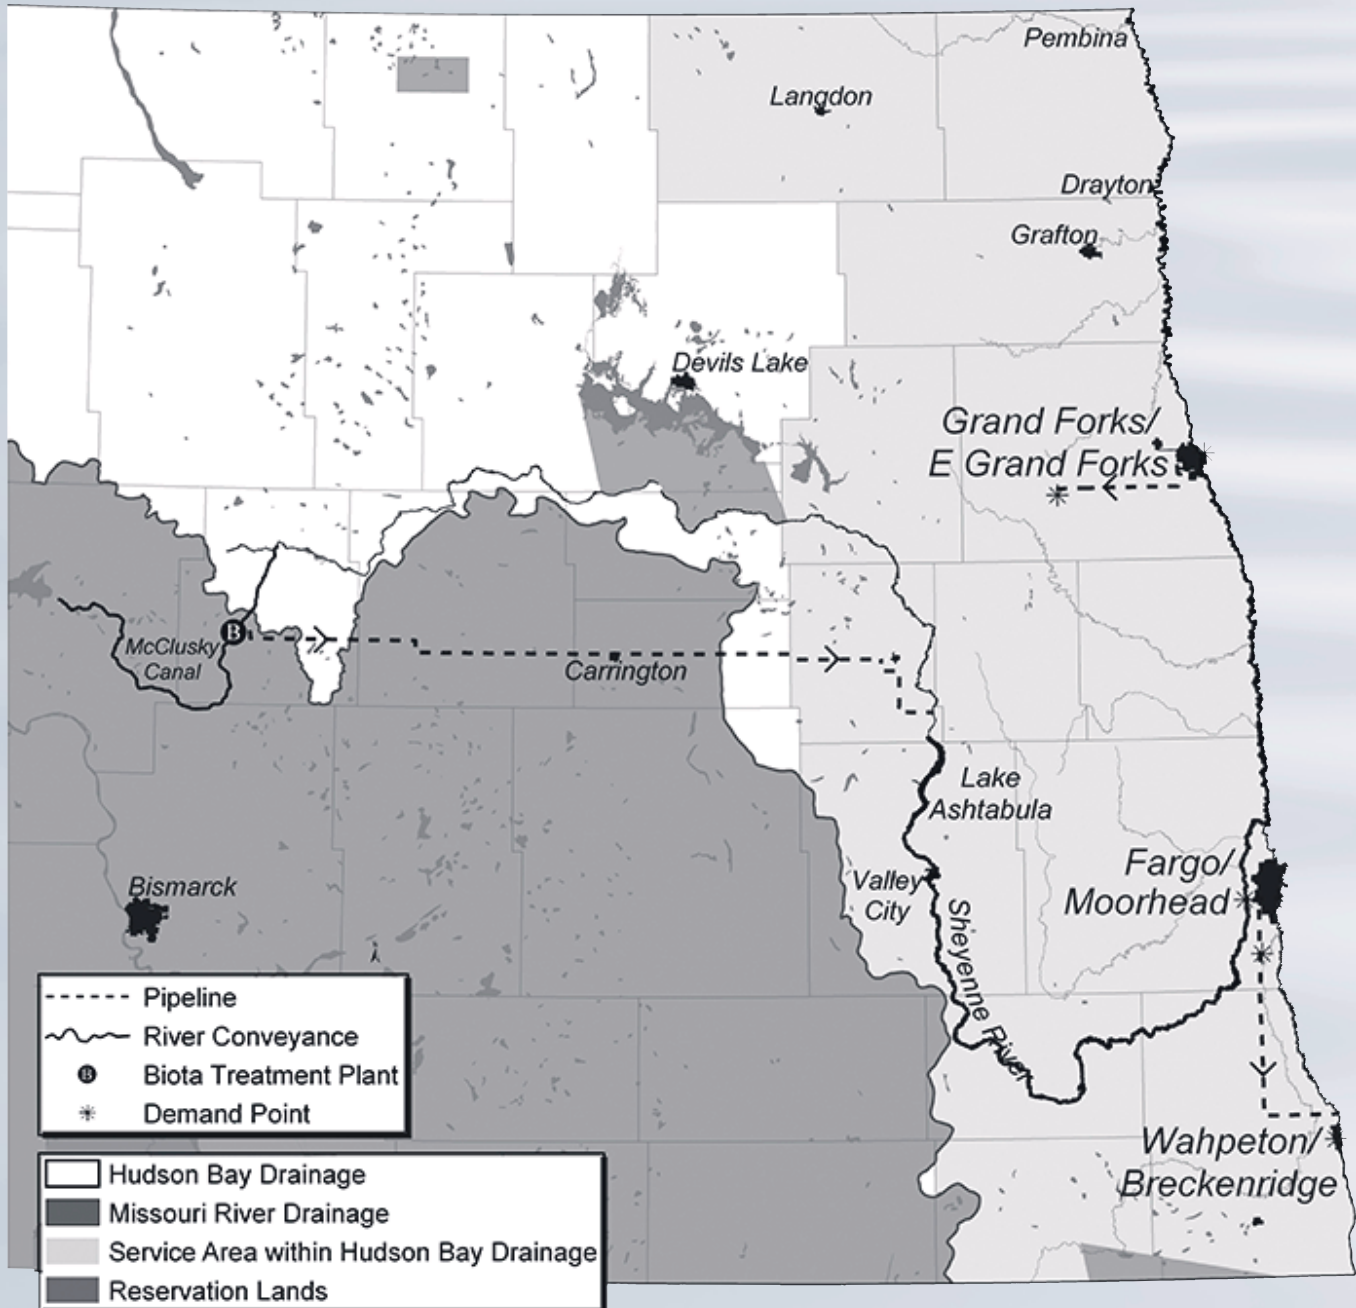 Pembina
Langdon
Drayton
Grafton
Devils Lake
Grand Forks/
E Grand Forks
B
McClusky
Canal
Carrington
Lake
Ashtabula
Fargo/
Moorhead
Valley
City
Bismarck
Sheyenne River
Wahpeton/
Breckenridge
Pipeline
River Conveyance
B Biota Treatment Plant
Demand Point
Hudson Bay Drainage
Missouri River Drainage
Service Area within Hudson Bay Drainage
Reservation Lands